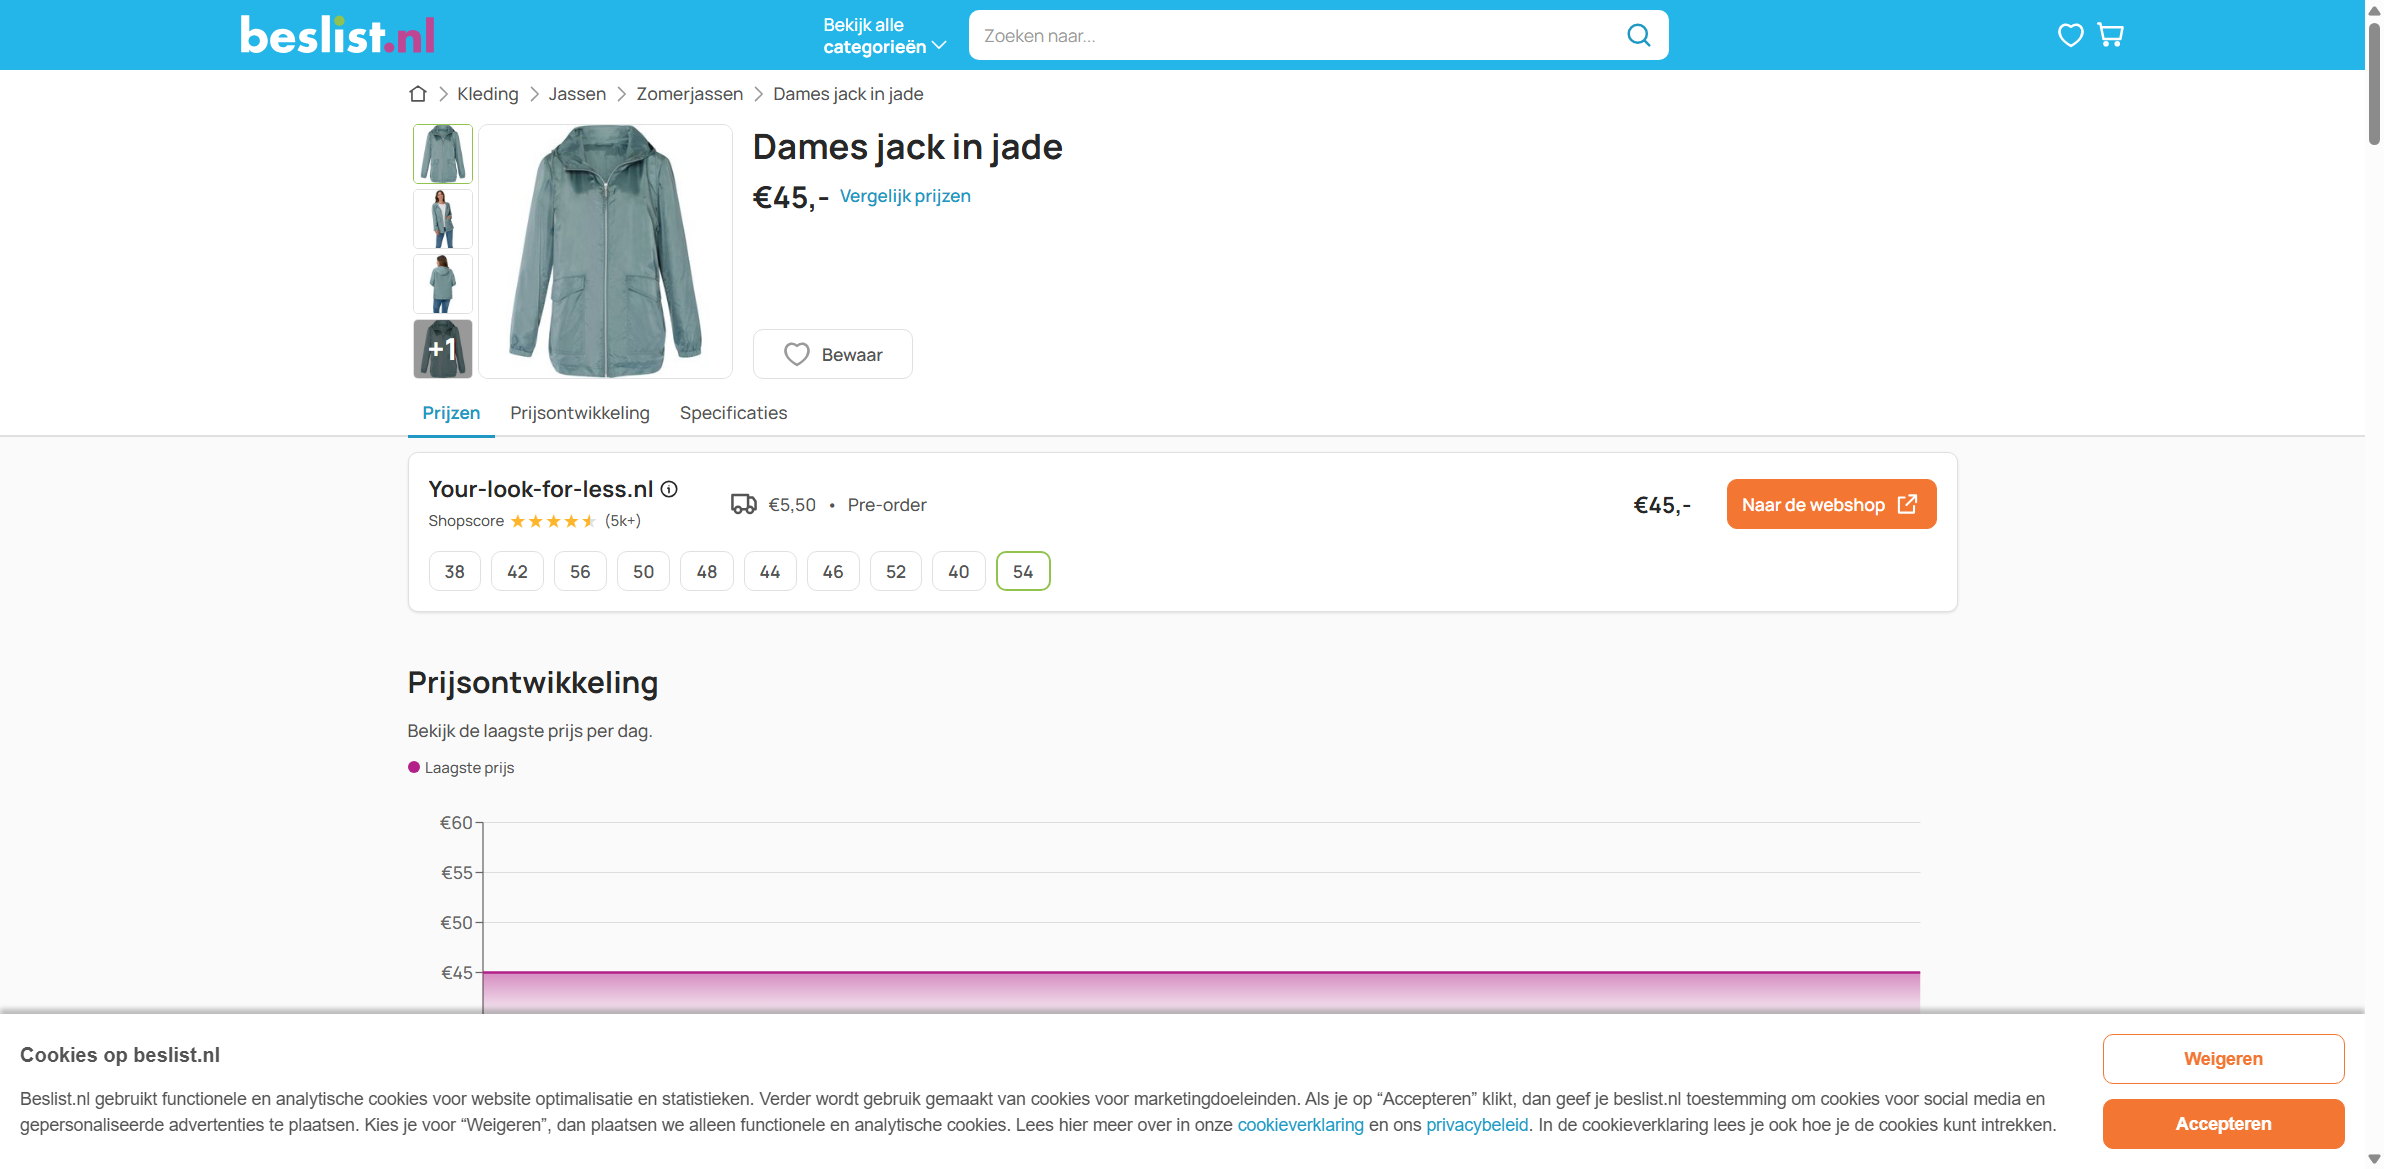 beslist.nl
Bekijk alle
categorieën
Zoeken naar...
Kleding
Jassen
Zomerjassen
Dames jack in jade
Dames jack in jade
€45,-
Vergelijk prijzen
+1
Bewaar
Prijzen
Prijsontwikkeling
Specificaties
Your-look-for-less.nl
Shopscore (5k+)
€5,50 • Pre-order
€45,-
Naar de webshop
38
42
56
50
48
44
46
52
40
54
Prijsontwikkeling
Bekijk de laagste prijs per dag.
Laagste prijs
€60
€55
€50
€45
Cookies op beslist.nl
Beslist.nl gebruikt functionele en analytische cookies voor website optimalisatie en statistieken. Verder wordt gebruik gemaakt van cookies voor marketingdoeleinden. Als je op “Accepteren” klikt, dan geef je beslist.nl toestemming om cookies voor social media en
gepersonaliseerde advertenties te plaatsen. Kies je voor “Weigeren”, dan plaatsen we alleen functionele en analytische cookies. Lees hier meer over in onze cookieverklaring en ons privacybeleid. In de cookieverklaring lees je ook hoe je de cookies kunt intrekken.
Weigeren
Accepteren